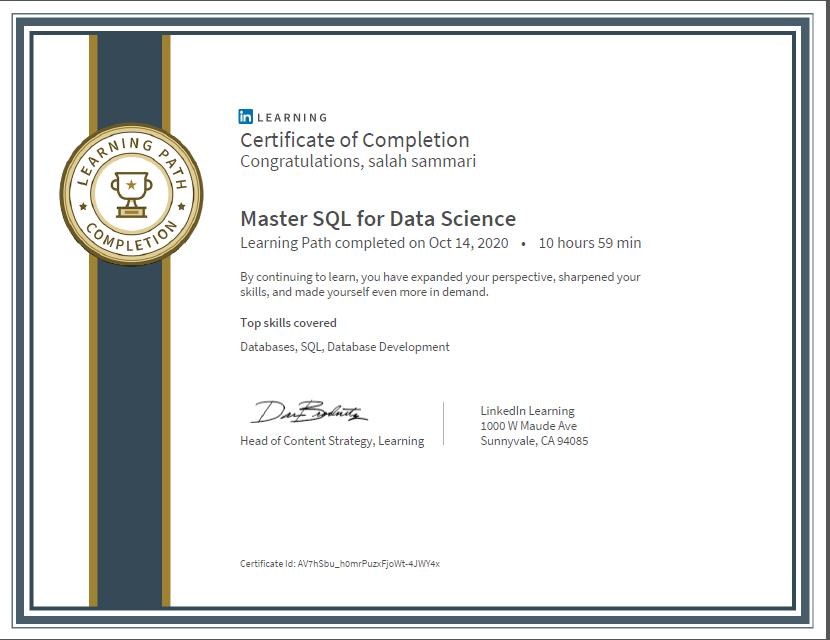 LEARNING PATH
COMPLETION
in LEARNING
Certificate of Completion
Congratulations, salah sammari
Master SQL for Data Science
Learning Path completed on Oct 14, 2020 • 10 hours 59 min
By continuing to learn, you have expanded your perspective, sharpened your
skills, and made yourself even more in demand.
Top skills covered
Databases, SQL, Database Development
Head of Content Strategy, Learning
LinkedIn Learning
1000 W Maude Ave
Sunnyvale, CA 94085
Certificate Id: AV7hSbu_h0mrPuzxFjoWt-4JWY4x